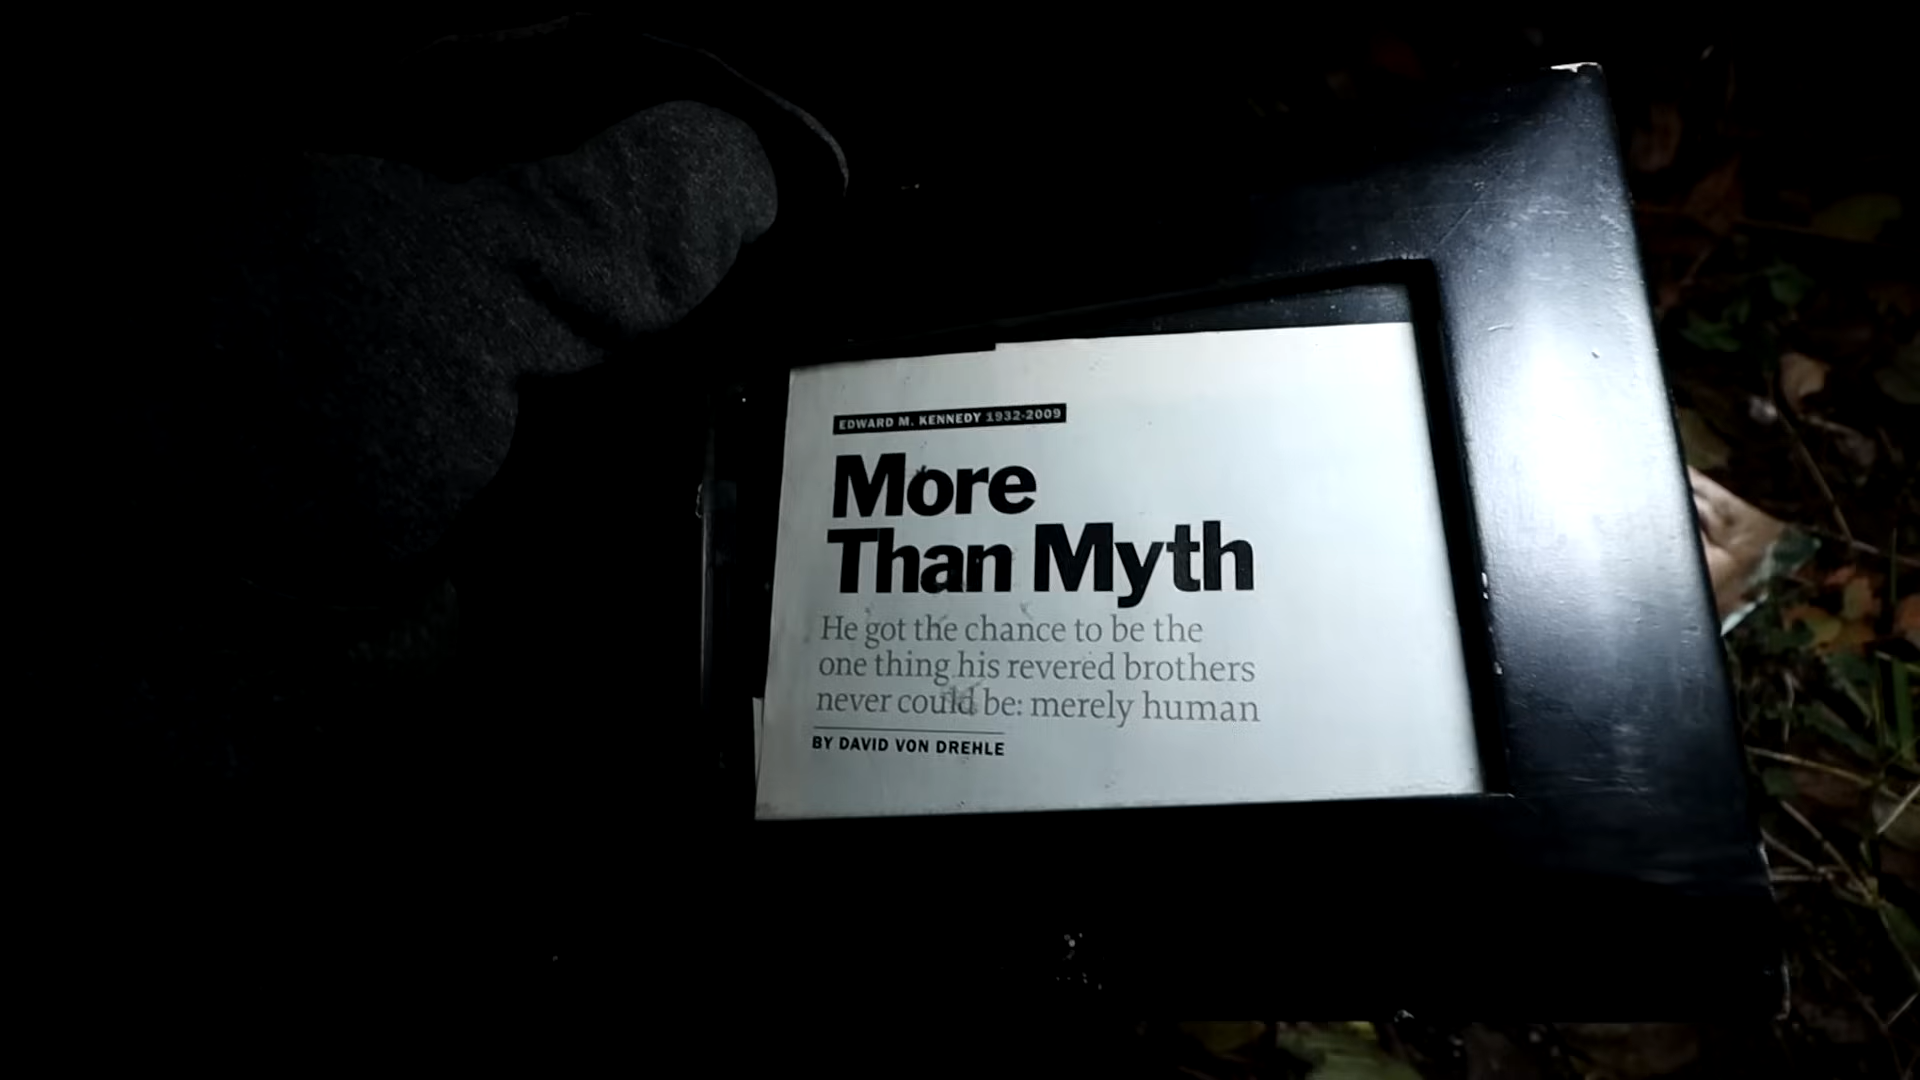 EDWARD M. KENNEDY 1932-2009
More
Than Myth
He got the chance to be the
one thing his revered brothers
never could be: merely human
BY DAVID VON DREHLE